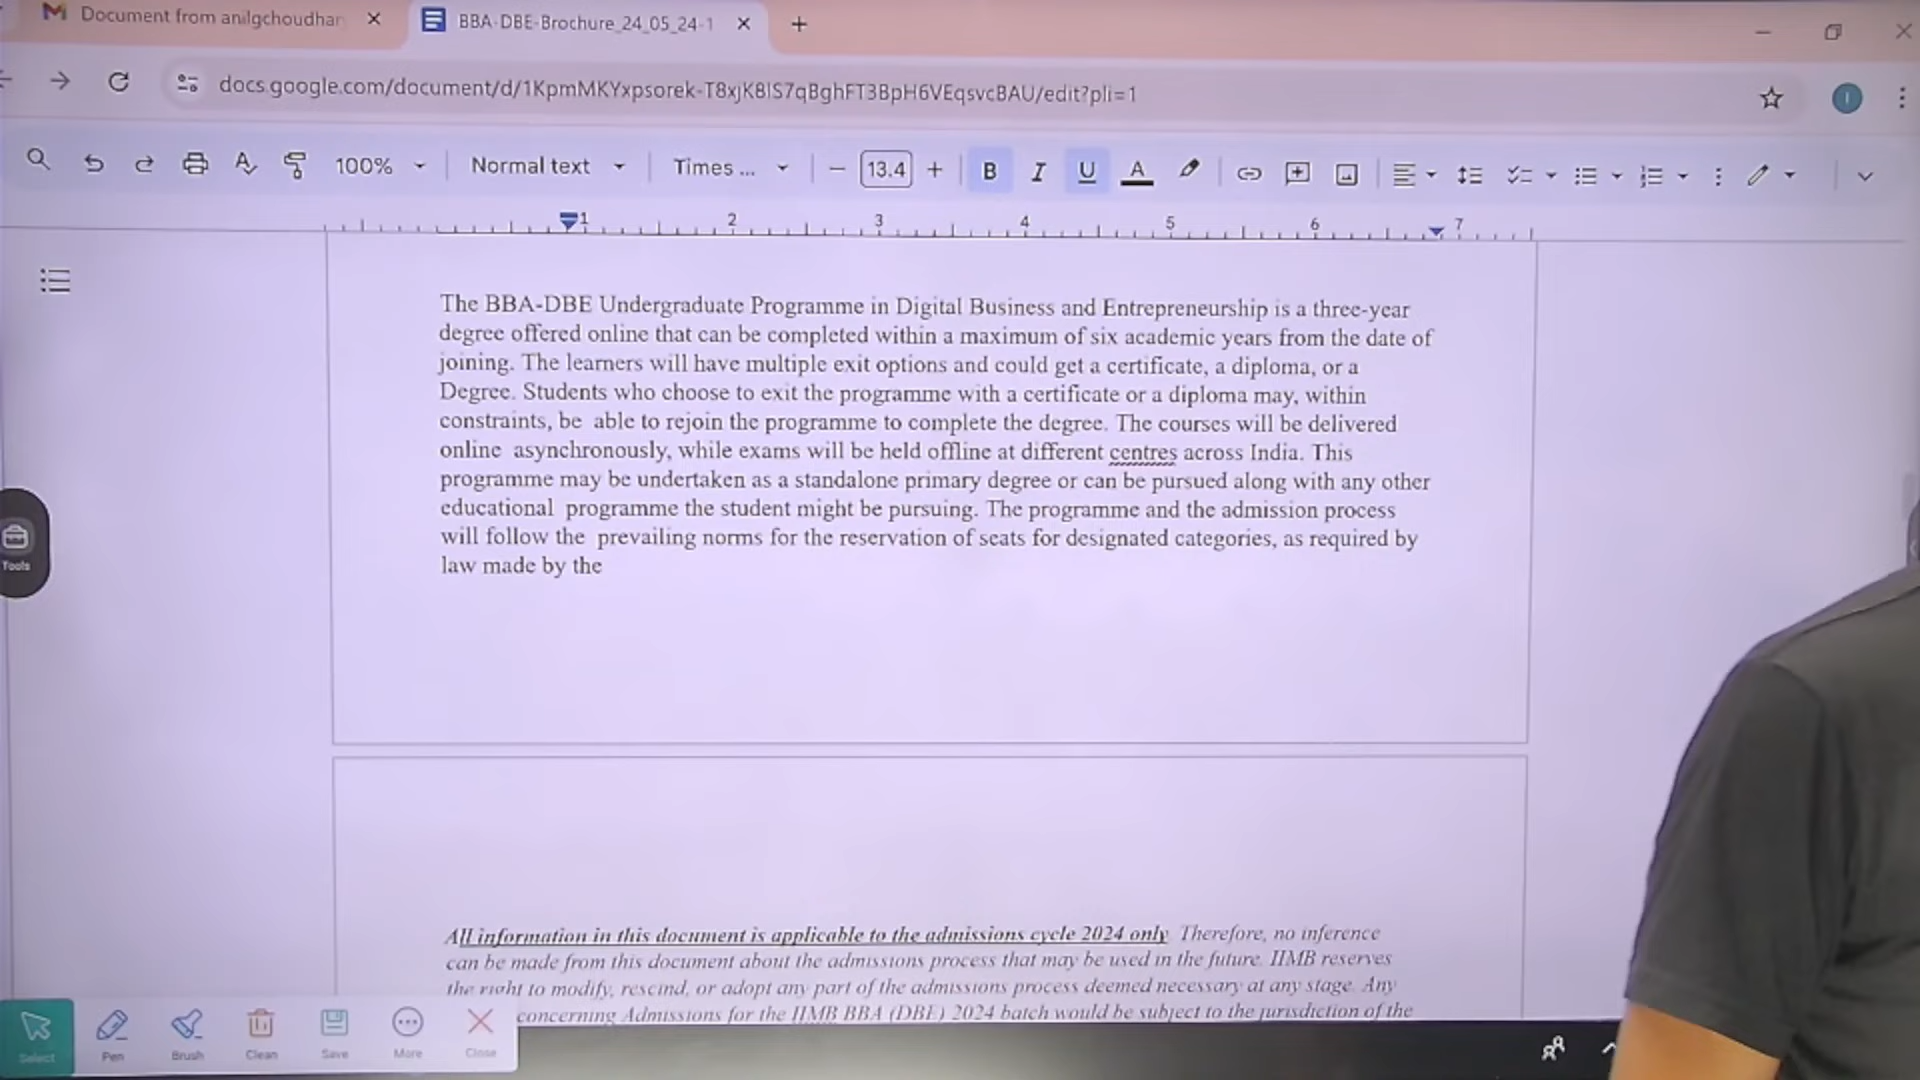 Document from anilgchoudhar
BBA-DBE-Brochure_24_05_24-1
docs.google.com/document/d/1KpmMKYxpsorek-T8xjK8IS7qBghFT3BpH6VEqsvcBAU/edit?pli=1
100%
Normal text
Times ...
13.4
B I U A
1 2 3 4 5 6 7
The BBA-DBE Undergraduate Programme in Digital Business and Entrepreneurship is a three-year
degree offered online that can be completed within a maximum of six academic years from the date of
joining. The learners will have multiple exit options and could get a certificate, a diploma, or a
Degree. Students who choose to exit the programme with a certificate or a diploma may, within
constraints, be able to rejoin the programme to complete the degree. The courses will be delivered
online asynchronously, while exams will be held offline at different centres across India. This
programme may be undertaken as a standalone primary degree or can be pursued along with any other
educational programme the student might be pursuing. The programme and the admission process
will follow the prevailing norms for the reservation of seats for designated categories, as required by
law made by the
Tools
All information in this document is applicable to the admissions cycle 2024 only Therefore, no inference
can be made from this document about the admissions process that may be used in the future. IIMB reserves
the right to modify, rescind, or adopt any part of the admissions process deemed necessary at any stage. Any
concerning Admissions for the IIMB BBA (DBE) 2024 batch would be subject to the jurisdiction of the
Select
Pen
Brush
Clean
Save
More
Close